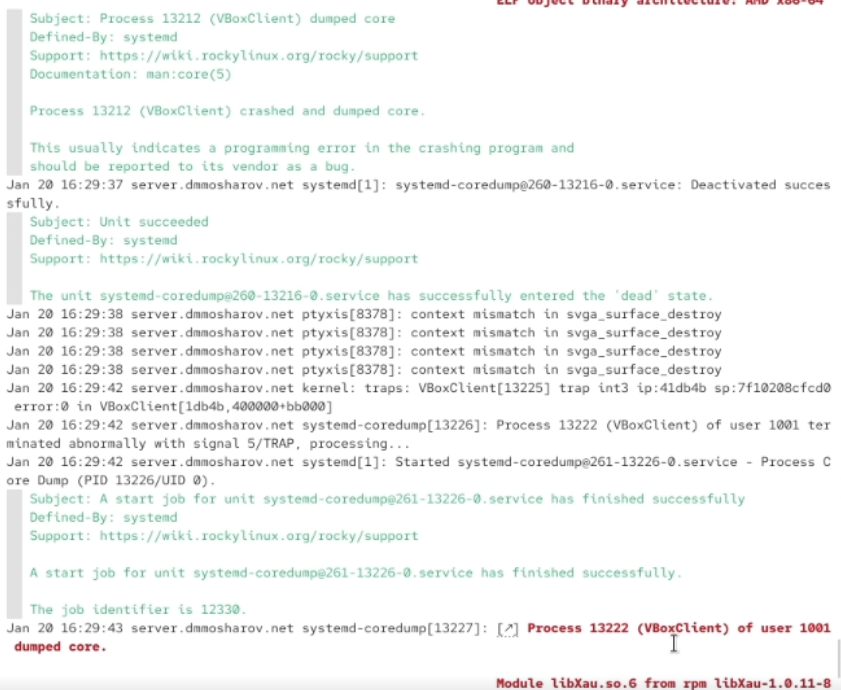 ELF object binary architecture: AMD x86-64
Subject: Process 13212 (VBoxClient) dumped core
Defined-By: systemd
Support: https://wiki.rockylinux.org/rocky/support
Documentation: man:core(5)
Process 13212 (VBoxClient) crashed and dumped core.
This usually indicates a programming error in the crashing program and
should be reported to its vendor as a bug.
Jan 20 16:29:37 server.dmmosharov.net systemd[1]: systemd-coredump@260-13216-0.service: Deactivated succes
sfully.
Subject: Unit succeeded
Defined-By: systemd
Support: https://wiki.rockylinux.org/rocky/support
The unit systemd-coredump@260-13216-0.service has successfully entered the `dead` state.
Jan 20 16:29:38 server.dmmosharov.net ptyxis[8378]: context mismatch in svga_surface_destroy
Jan 20 16:29:38 server.dmmosharov.net ptyxis[8378]: context mismatch in svga_surface_destroy
Jan 20 16:29:38 server.dmmosharov.net ptyxis[8378]: context mismatch in svga_surface_destroy
Jan 20 16:29:38 server.dmmosharov.net ptyxis[8378]: context mismatch in svga_surface_destroy
Jan 20 16:29:42 server.dmmosharov.net kernel: traps: VBoxClient[13225] trap int3 ip:41db4b sp:7f10208cfcd0
error:0 in VBoxClient[1db4b,400000+bb000]
Jan 20 16:29:42 server.dmmosharov.net systemd-coredump[13226]: Process 13222 (VBoxClient) of user 1001 ter
minated abnormally with signal 5/TRAP, processing...
Jan 20 16:29:42 server.dmmosharov.net systemd[1]: Started systemd-coredump@261-13226-0.service - Process C
ore Dump (PID 13226/UID 0).
Subject: A start job for unit systemd-coredump@261-13226-0.service has finished successfully
Defined-By: systemd
Support: https://wiki.rockylinux.org/rocky/support
A start job for unit systemd-coredump@261-13226-0.service has finished successfully.
The job identifier is 12330.
Jan 20 16:29:43 server.dmmosharov.net systemd-coredump[13227]: [↗] Process 13222 (VBoxClient) of user 1001
dumped core.
Module libXau.so.6 from rpm libXau-1.0.11-8